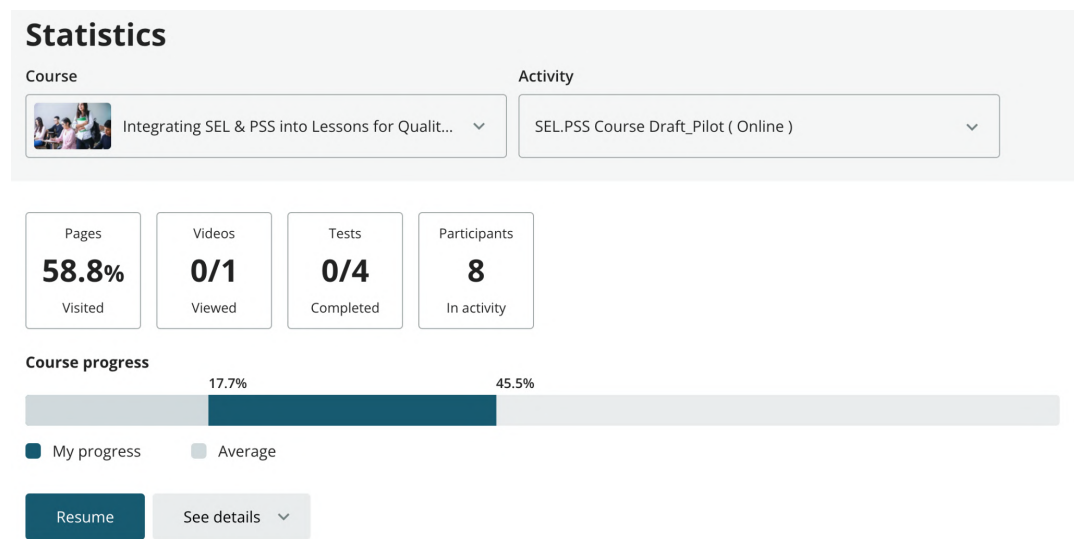 Statistics
Course
Activity
Integrating SEL & PSS into Lessons for Qualit...
SEL.PSS Course Draft_Pilot ( Online )
Pages
58.8%
Visited
Videos
0/1
Viewed
Tests
0/4
Completed
Participants
8
In activity
Course progress
17.7%
45.5%
My progress
Average
Resume
See details